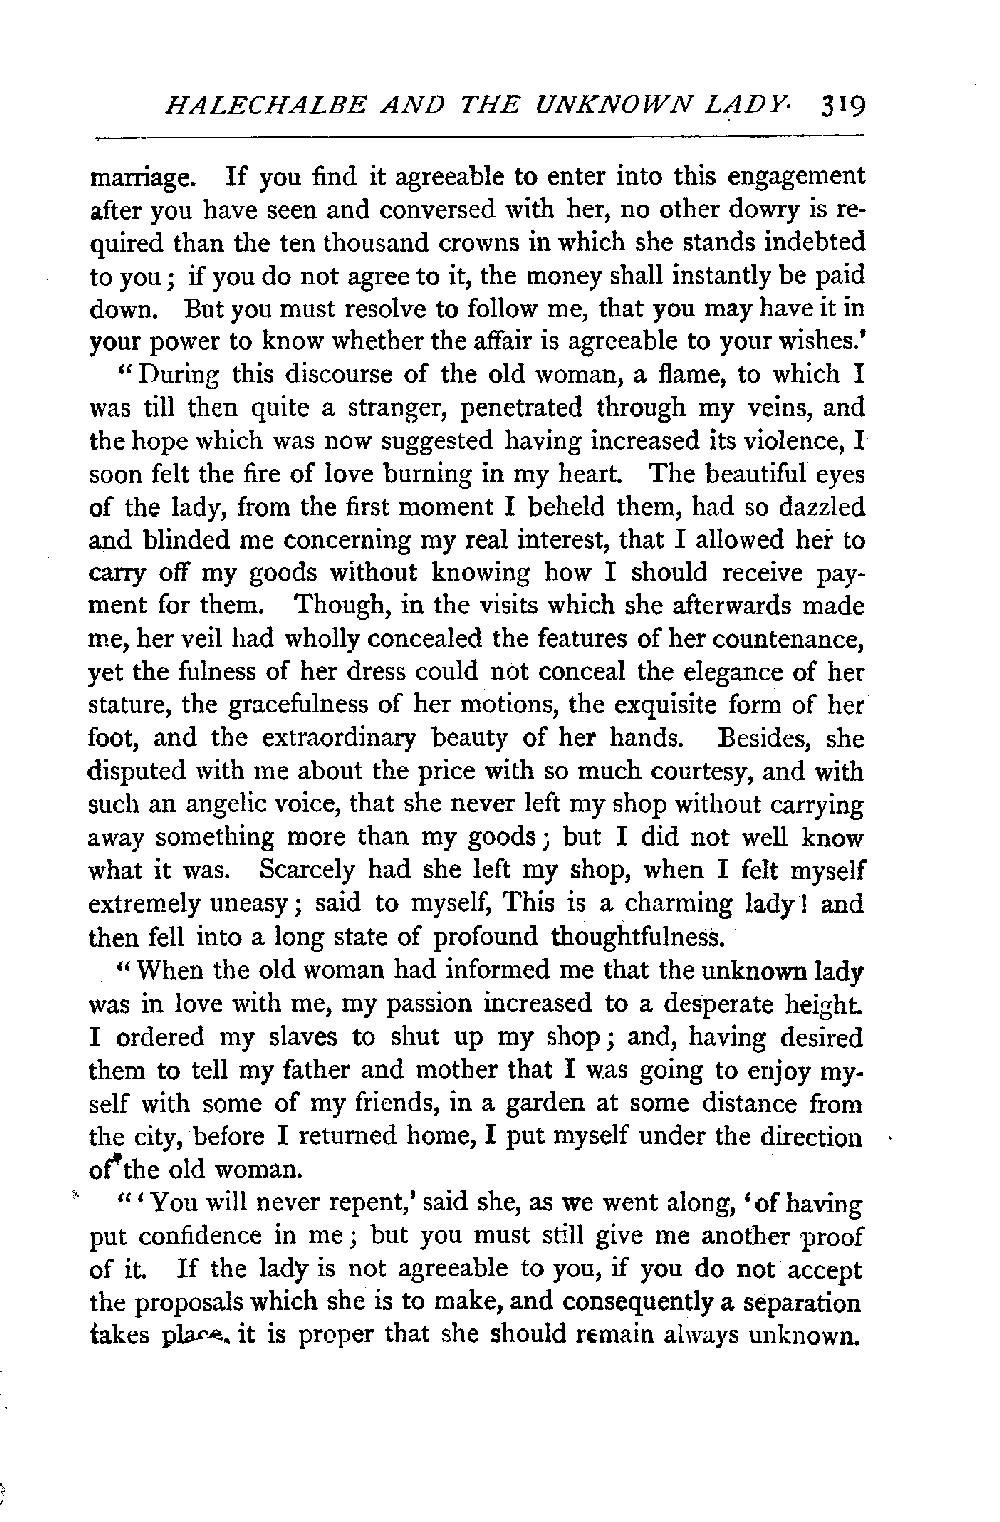 HALECHALBE AND THE UNKNOWN LADY. 319
marriage. If you find it agreeable to enter into this engagement
after you have seen and conversed with her, no other dowry is re-
quired than the ten thousand crowns in which she stands indebted
to you; if you do not agree to it, the money shall instantly be paid
down. But you must resolve to follow me, that you may have it in
your power to know whether the affair is agreeable to your wishes.'
"During this discourse of the old woman, a flame, to which I
was till then quite a stranger, penetrated through my veins, and
the hope which was now suggested having increased its violence, I
soon felt the fire of love burning in my heart. The beautiful eyes
of the lady, from the first moment I beheld them, had so dazzled
and blinded me concerning my real interest, that I allowed her to
carry off my goods without knowing how I should receive pay-
ment for them. Though, in the visits which she afterwards made
me, her veil had wholly concealed the features of her countenance,
yet the fulness of her dress could not conceal the elegance of her
stature, the gracefulness of her motions, the exquisite form of her
foot, and the extraordinary beauty of her hands. Besides, she
disputed with me about the price with so much courtesy, and with
such an angelic voice, that she never left my shop without carrying
away something more than my goods; but I did not well know
what it was. Scarcely had she left my shop, when I felt myself
extremely uneasy; said to myself, This is a charming lady! and
then fell into a long state of profound thoughtfulness.
"When the old woman had informed me that the unknown lady
was in love with me, my passion increased to a desperate height.
I ordered my slaves to shut up my shop; and, having desired
them to tell my father and mother that I was going to enjoy my-
self with some of my friends, in a garden at some distance from
the city, before I returned home, I put myself under the direction
of the old woman.
"'You will never repent,' said she, as we went along, 'of having
put confidence in me; but you must still give me another proof
of it. If the lady is not agreeable to you, if you do not accept
the proposals which she is to make, and consequently a separation
takes place, it is proper that she should remain always unknown.